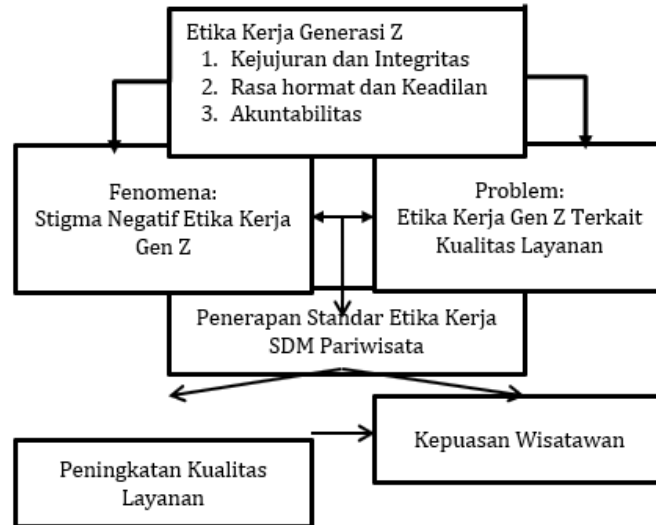 Etika Kerja Generasi Z
1. Kejujuran dan Integritas
2. Rasa hormat dan Keadilan
3. Akuntabilitas
Fenomena:
Stigma Negatif Etika Kerja
Gen Z
Problem:
Etika Kerja Gen Z Terkait
Kualitas Layanan
Penerapan Standar Etika Kerja
SDM Pariwisata
Peningkatan Kualitas
Layanan
Kepuasan Wisatawan